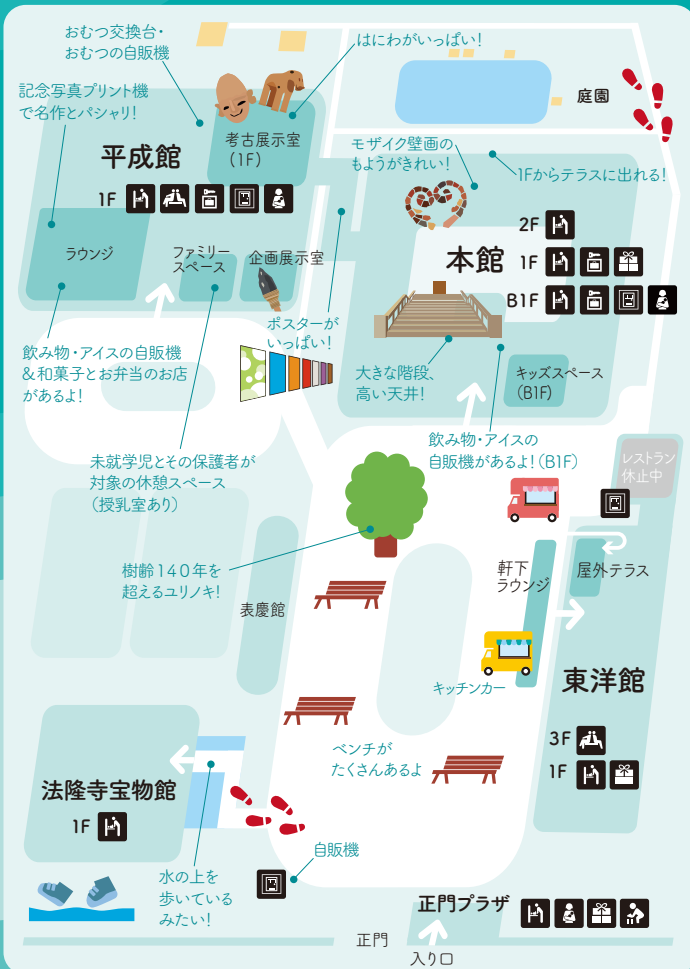 おむつ交換台・
おむつの自販機
はにわがいっぱい!
記念写真プリント機
で名作とパシャリ!
庭園
考古展示室
(1F)
平成館
1F
モザイク壁画の
もようがきれい!
1Fからテラスに出れる!
2F
本館
1F
B1F
ラウンジ
ファミリー
スペース
企画展示室
ポスターが
いっぱい!
飲み物・アイスの自販機
&和菓子とお弁当のお店
があるよ!
大きな階段、
高い天井!
キッズスペース
(B1F)
飲み物・アイスの
自販機があるよ!(B1F)
未就学児とその保護者が
対象の休憩スペース
(授乳室あり)
レストラン
休止中
樹齢140年を
超えるユリノキ!
表慶館
軒下
ラウンジ
屋外テラス
キッチンカー
東洋館
3F
1F
ベンチが
たくさんあるよ
法隆寺宝物館
1F
自販機
水の上を
歩いている
みたい!
正門プラザ
正門
入り口